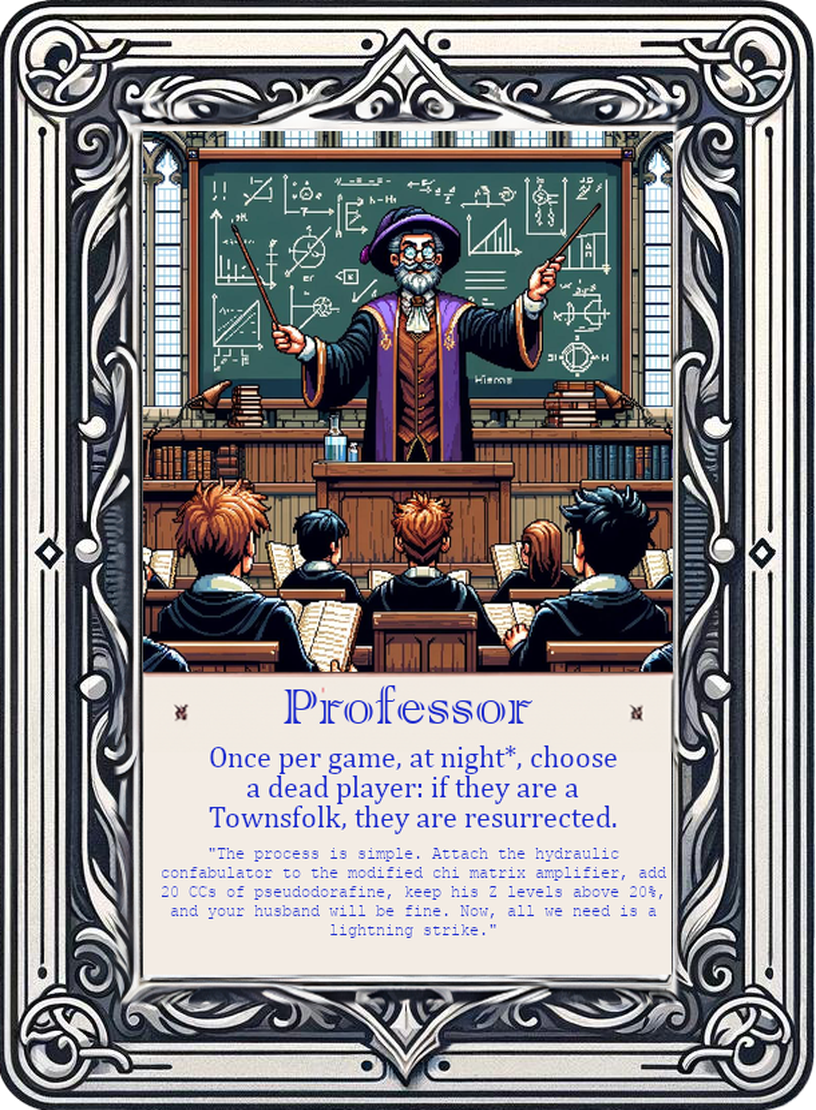 Professor
Once per game, at night*, choose
a dead player: if they are a
Townsfolk, they are resurrected.
"The process is simple. Attach the hydraulic
confabulator to the modified chi matrix amplifier, add
20 CCs of pseudodorafine, keep his Z levels above 20%,
and your husband will be fine. Now, all we need is a
lightning strike."